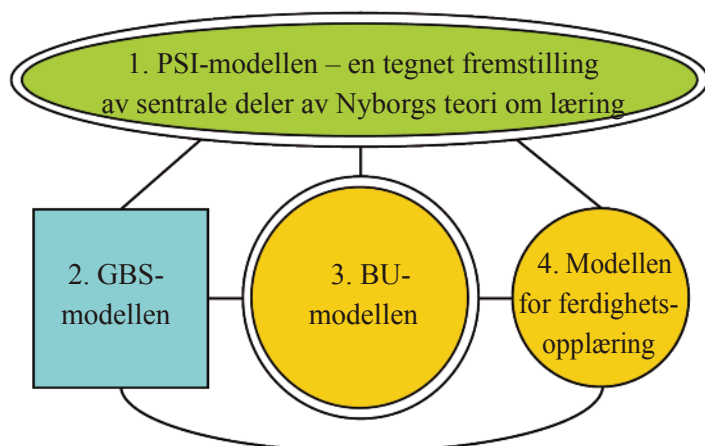 1. PSI-modellen – en tegnet fremstilling
av sentrale deler av Nyborgs teori om læring
2. GBS-
modellen
3. BU-
modellen
4. Modellen
for ferdighets-
opplæring